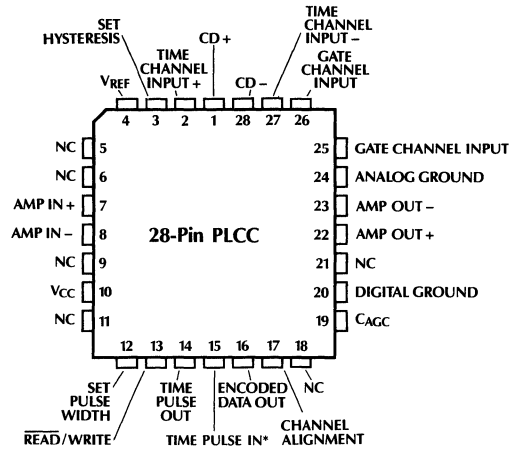 SET
HYSTERESIS
TIME
CHANNEL
INPUT +
CD +
TIME
CHANNEL
INPUT –
GATE
CHANNEL
INPUT
VREF
CD –
4 3 2 1 28 27 26
NC 5
NC 6
AMP IN + 7
AMP IN – 8
NC 9
VCC 10
NC 11
28-Pin PLCC
25 GATE CHANNEL INPUT
24 ANALOG GROUND
23 AMP OUT –
22 AMP OUT +
21 NC
20 DIGITAL GROUND
19 CAGC
12 13 14 15 16 17 18
SET
PULSE
WIDTH
READ/WRITE
TIME
PULSE
OUT
TIME PULSE IN*
ENCODED
DATA OUT
CHANNEL
ALIGNMENT
NC